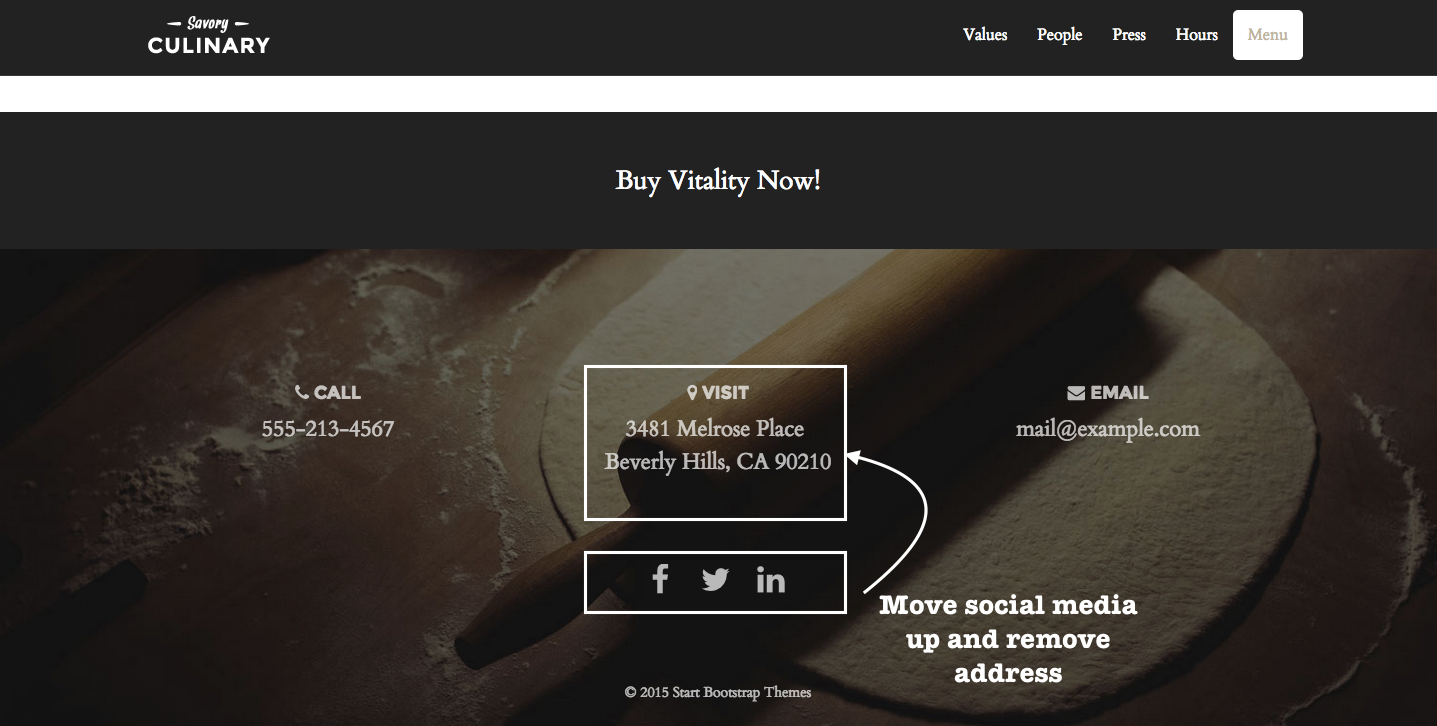 Savory
CULINARY
Values People Press Hours Menu
Buy Vitality Now!
CALL
555-213-4567
VISIT
3481 Melrose Place
Beverly Hills, CA 90210
EMAIL
mail@example.com
Move social media
up and remove
address
© 2015 Start Bootstrap Themes